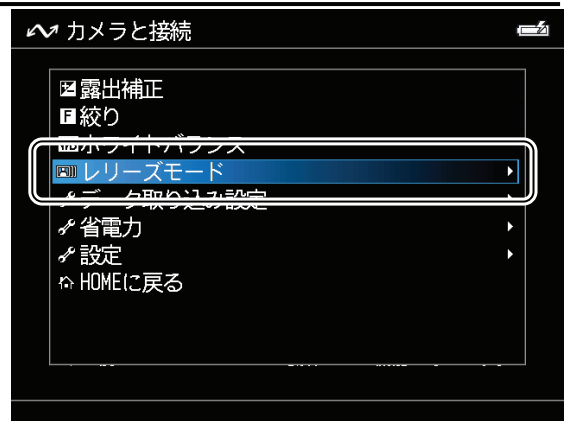 カメラと接続
露出補正
F 絞り
ホワイトバランス
レリーズモード
データ取り込み設定
省電力
設定
HOMEに戻る